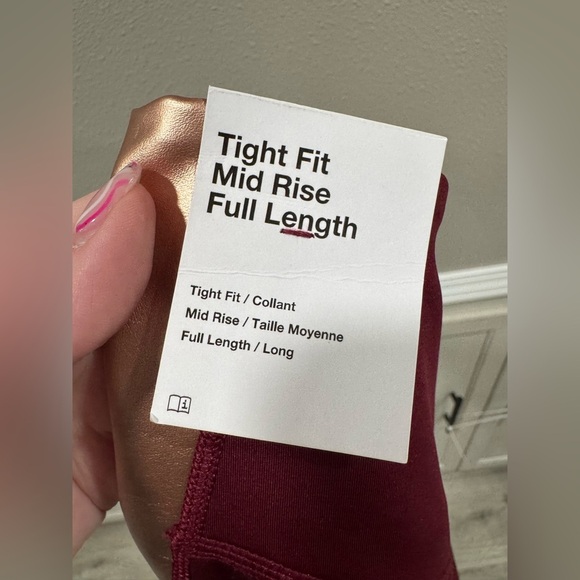 Tight Fit
Mid Rise
Full Length
Tight Fit / Collant
Mid Rise / Taille Moyenne
Full Length / Long
i